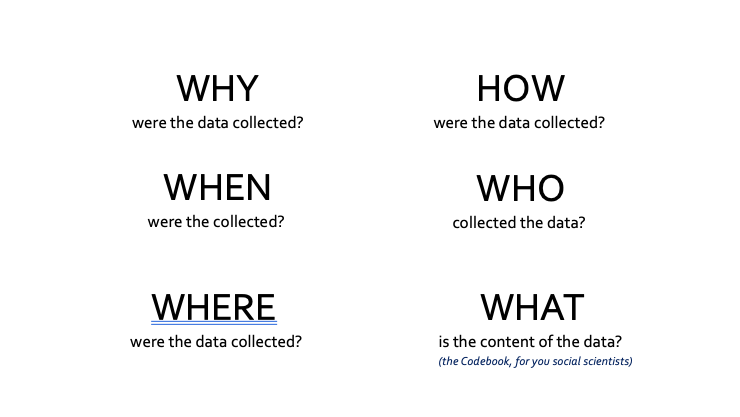 WHY
were the data collected?
HOW
were the data collected?
WHEN
were the collected?
WHO
collected the data?
WHERE
were the data collected?
WHAT
is the content of the data?
(the Codebook, for you social scientists)